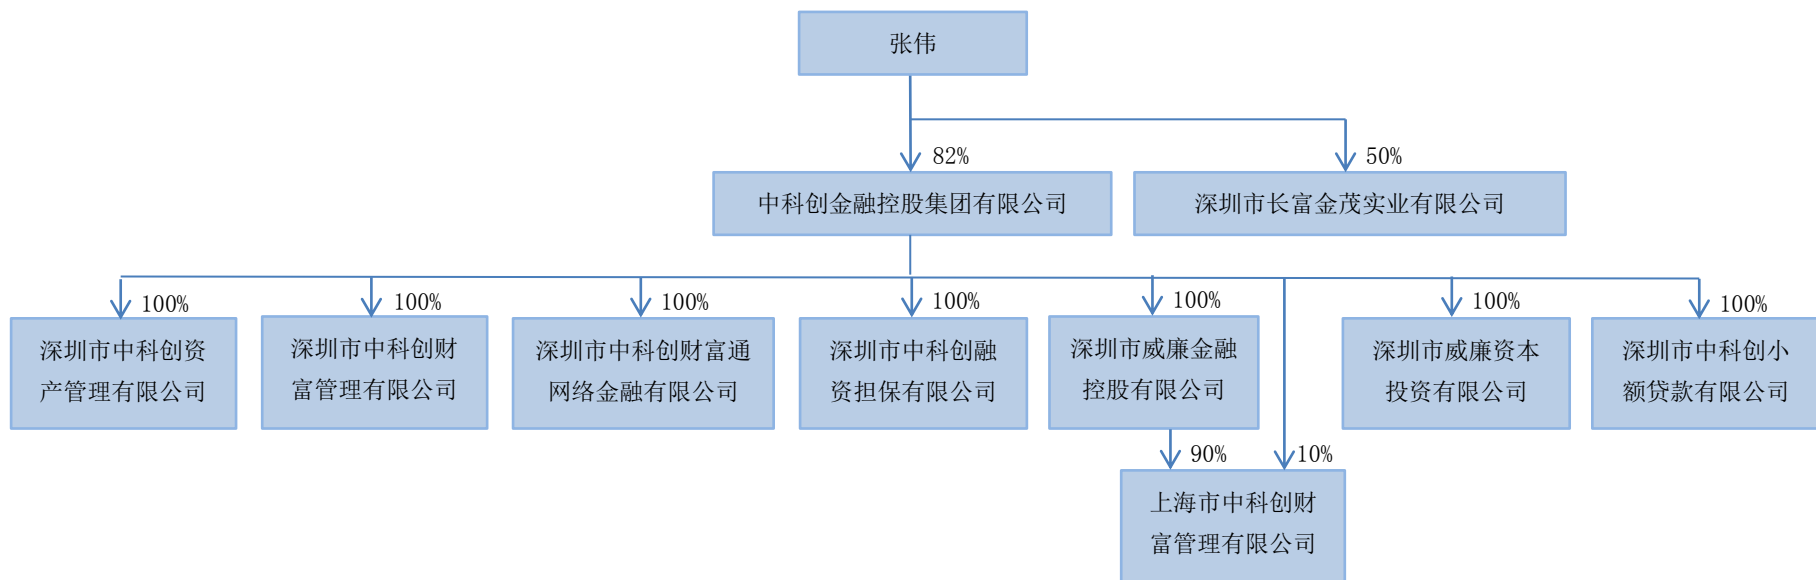 张伟
82%
50%
中科创金融控股集团有限公司
深圳市长富金茂实业有限公司
100%
100%
100%
100%
100%
100%
100%
深圳市中科创资
产管理有限公司
深圳市中科创财
富管理有限公司
深圳市中科创财富通
网络金融有限公司
深圳市中科创融
资担保有限公司
深圳市威廉金融
控股有限公司
深圳市威廉资本
投资有限公司
深圳市中科创小
额贷款有限公司
90%
10%
上海市中科创财
富管理有限公司